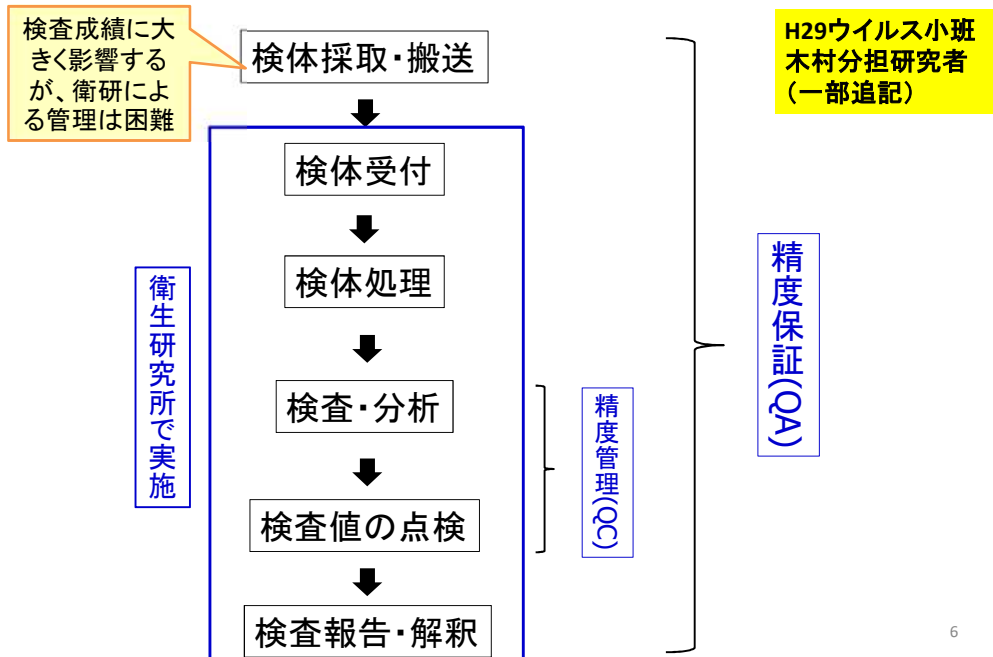 検査成績に大
きく影響する
が、衛研によ
る管理は困難
検体採取・搬送
H29ウイルス小班
木村分担研究者
(一部追記)
検体受付
検体処理
検査・分析
検査値の点検
検査報告・解釈
衛生研究所で実施
精度管理(QC)
精度保証(QA)
6